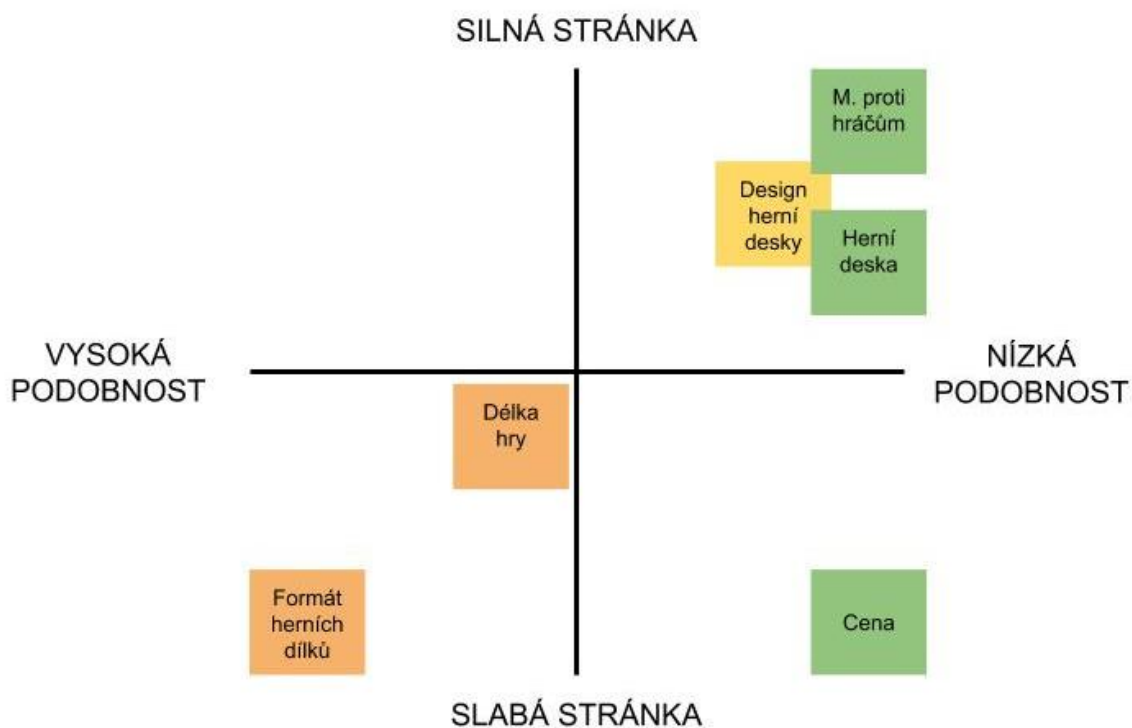 SILNÁ STRÁNKA
M. proti
hráčům
Design
herní
desky
Herní
deska
VYSOKÁ
PODOBNOST
NÍZKÁ
PODOBNOST
Délka
hry
Formát
herních
dílků
Cena
SLABÁ STRÁNKA